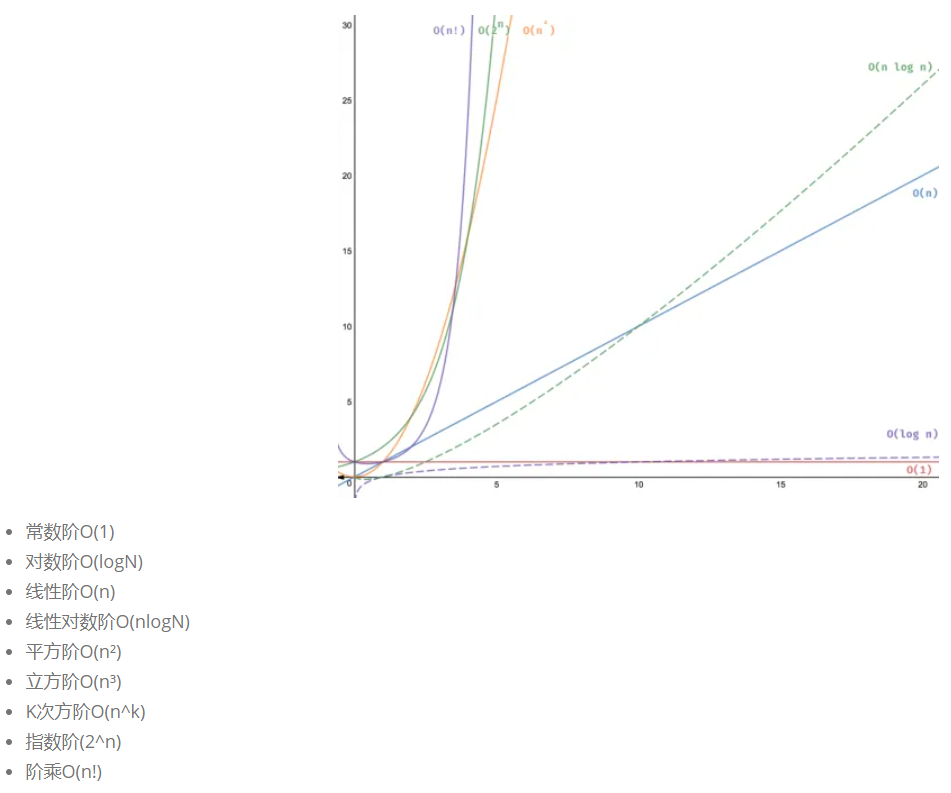 30
O(n!) O(2ⁿ) O(n²)
O(n log n)
25
20
O(n)
15
10
5
O(log n)
O(1)
0 5 10 15 20
常数阶O(1)
对数阶O(logN)
线性阶O(n)
线性对数阶O(nlogN)
平方阶O(n²)
立方阶O(n³)
K次方阶O(n^k)
指数阶(2^n)
阶乘O(n!)